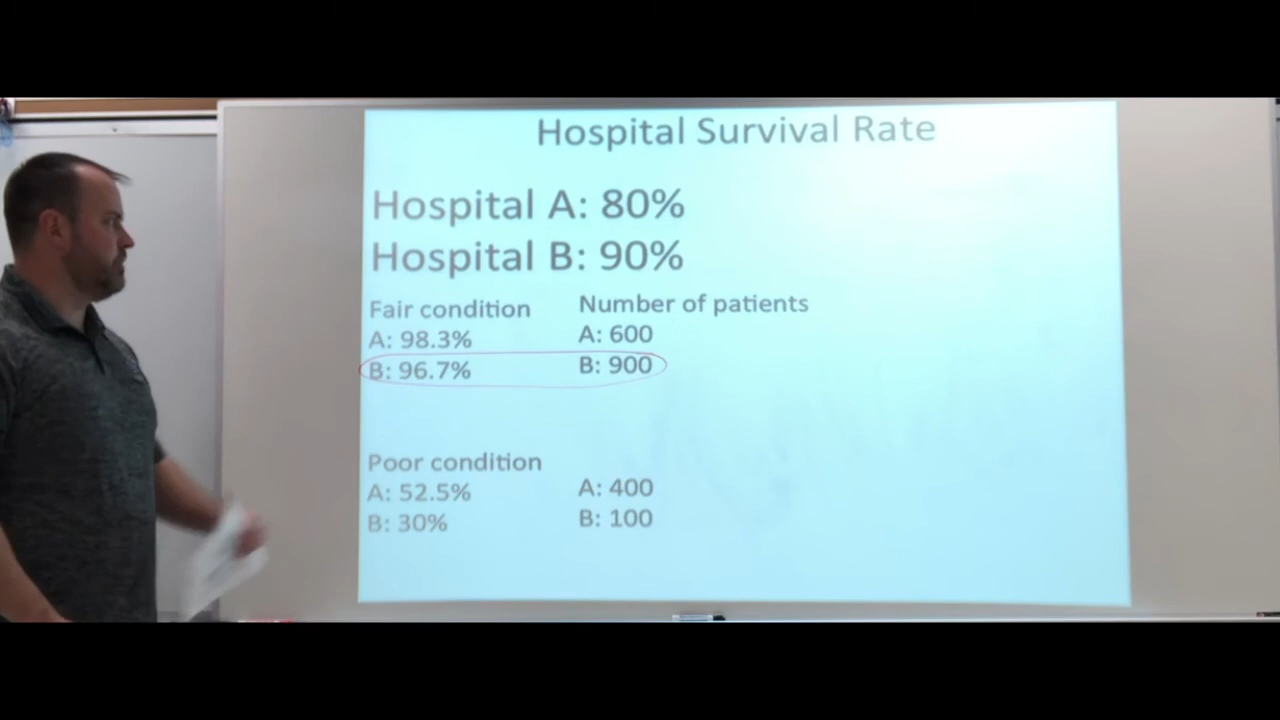 Hospital Survival Rate
Hospital A: 80%
Hospital B: 90%
Fair condition
Number of patients
A: 98.3%
A: 600
B: 96.7%
B: 900
Poor condition
A: 52.5%
A: 400
B: 30%
B: 100